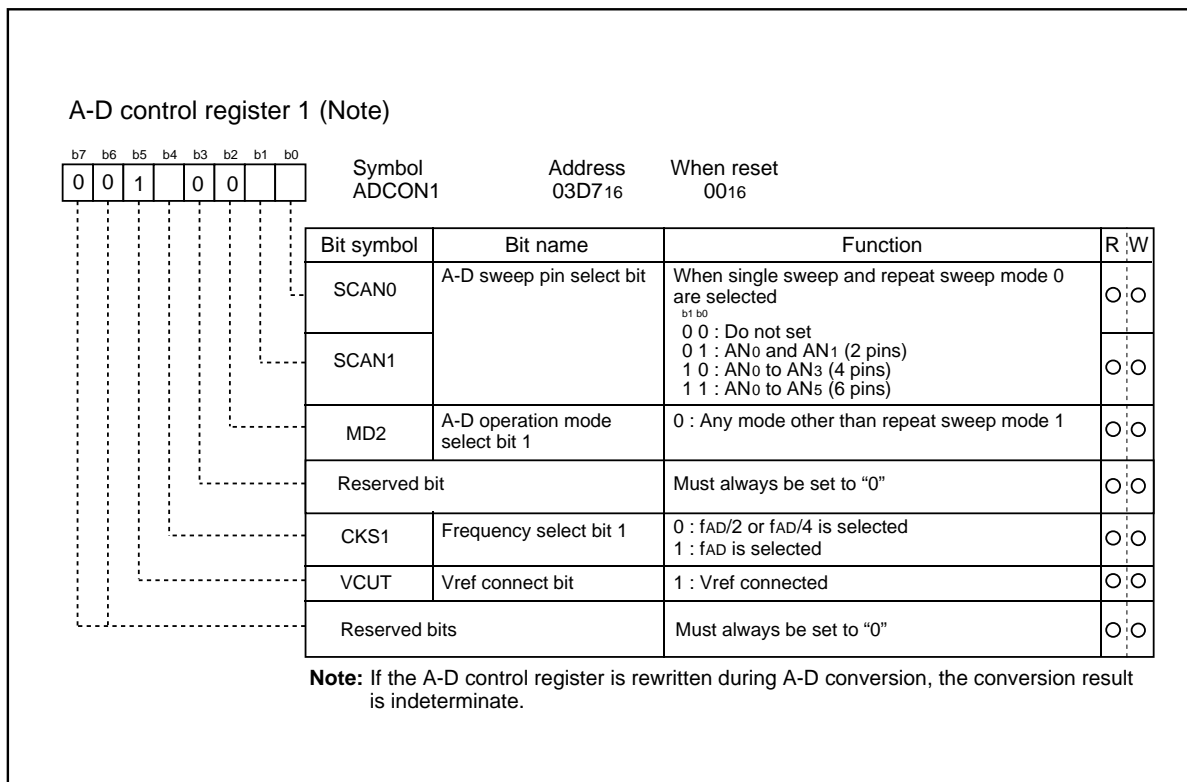 A-D control register 1 (Note)
b7 b6 b5 b4 b3 b2 b1 b0
0 0 1 0 0
Symbol Address When reset
ADCON1 03D716 0016
Bit symbol Bit name Function R W
SCAN0 A-D sweep pin select bit When single sweep and repeat sweep mode 0
are selected
b1 b0
0 0 : Do not set
0 1 : AN0 and AN1 (2 pins)
1 0 : AN0 to AN3 (4 pins)
1 1 : AN0 to AN5 (6 pins)
SCAN1
MD2 A-D operation mode
select bit 1
0 : Any mode other than repeat sweep mode 1
Reserved bit Must always be set to “0”
CKS1 Frequency select bit 1 0 : fAD/2 or fAD/4 is selected
1 : fAD is selected
VCUT Vref connect bit 1 : Vref connected
Reserved bits Must always be set to “0”
Note: If the A-D control register is rewritten during A-D conversion, the conversion result
is indeterminate.